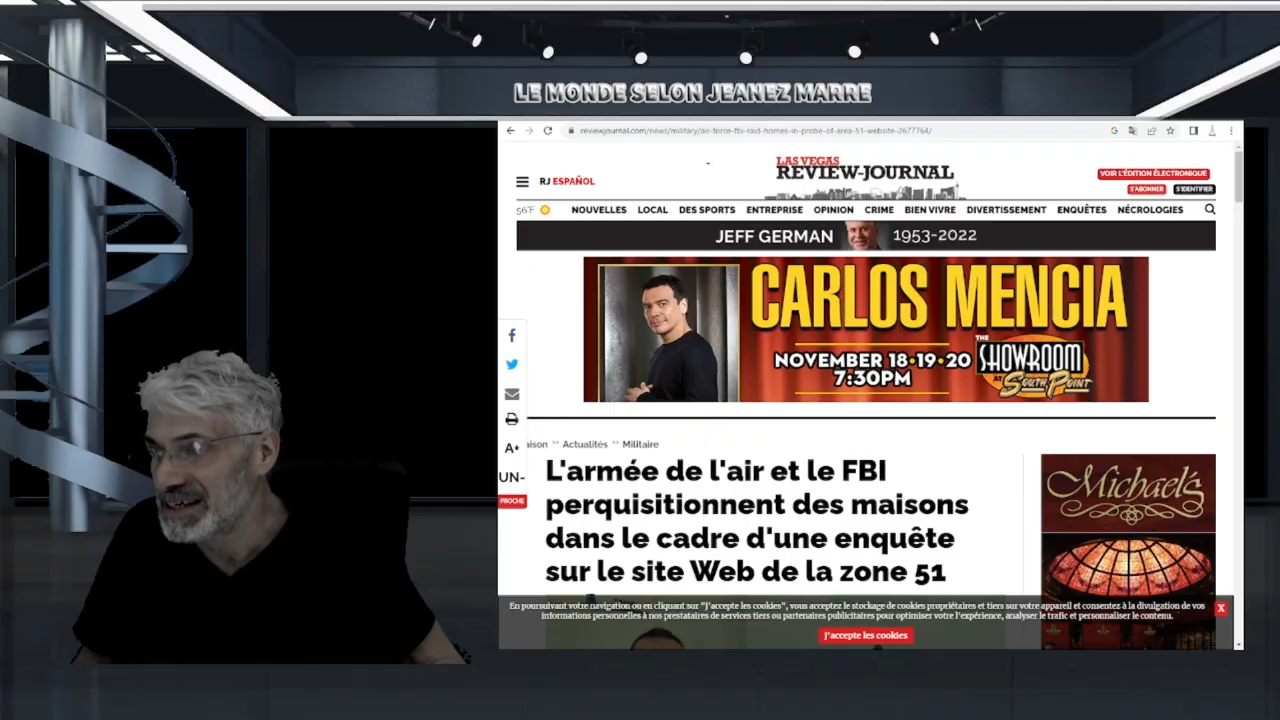 LE MONDE SELON JEANEZ MARRE
reviewjournal.com/news/military/air-force-fbi-raid-homes-in-probe-of-area-51-website-2677764/
RJ ESPAÑOL
LAS VEGAS
REVIEW-JOURNAL
VOIR L'ÉDITION ÉLECTRONIQUE
S'ABONNER S'IDENTIFIER
56°F NOUVELLES LOCAL DES SPORTS ENTREPRISE OPINION CRIME BIEN VIVRE DIVERTISSEMENT ENQUÊTES NÉCROLOGIES
JEFF GERMAN 1953-2022
CARLOS MENCIA
NOVEMBER 18•19•20
7:30PM
THE
SHOWROOM
AT SOUTH POINT
A+
UN-
PROCHE
aison >> Actualités >> Militaire
L'armée de l'air et le FBI
perquisitionnent des maisons
dans le cadre d'une enquête
sur le site Web de la zone 51
Michael's
En poursuivant votre navigation ou en cliquant sur "J'accepte les cookies", vous acceptez le stockage de cookies propriétaires et tiers sur votre appareil et consentez à la divulgation de vos
informations personnelles à nos prestataires de services tiers ou partenaires publicitaires pour optimiser votre l'expérience, analyser le trafic et personnaliser le contenu.
X
J'accepte les cookies